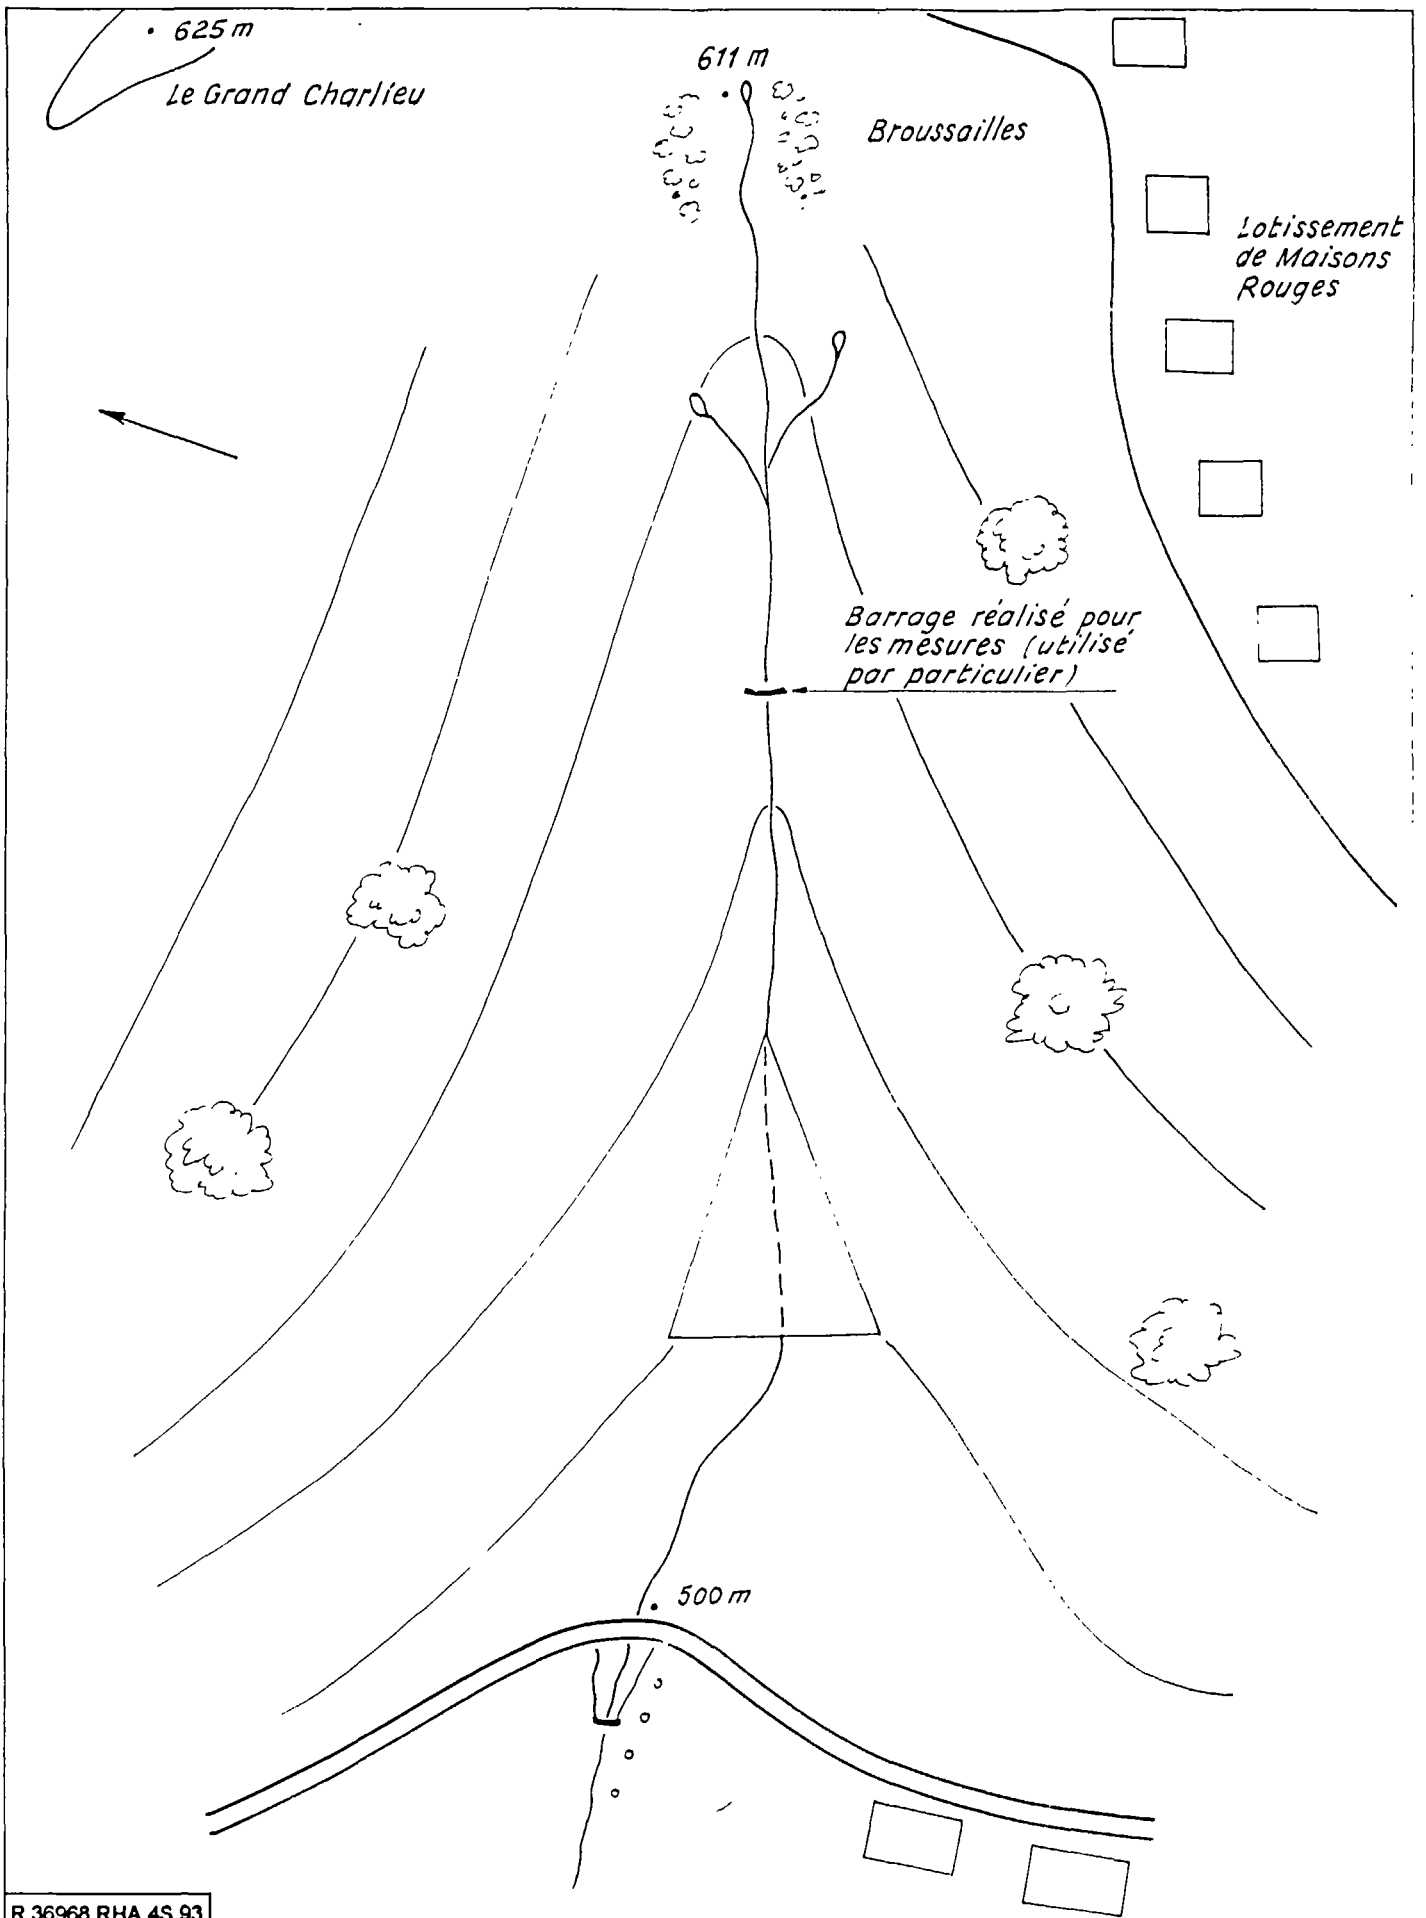 625 m
Le Grand Charlieu
611 m
Broussailles
Lotissement
de Maisons
Rouges
Barrage réalisé pour
les mesures (utilisé
par particulier)
500 m
R 36968 RHA 4S 93